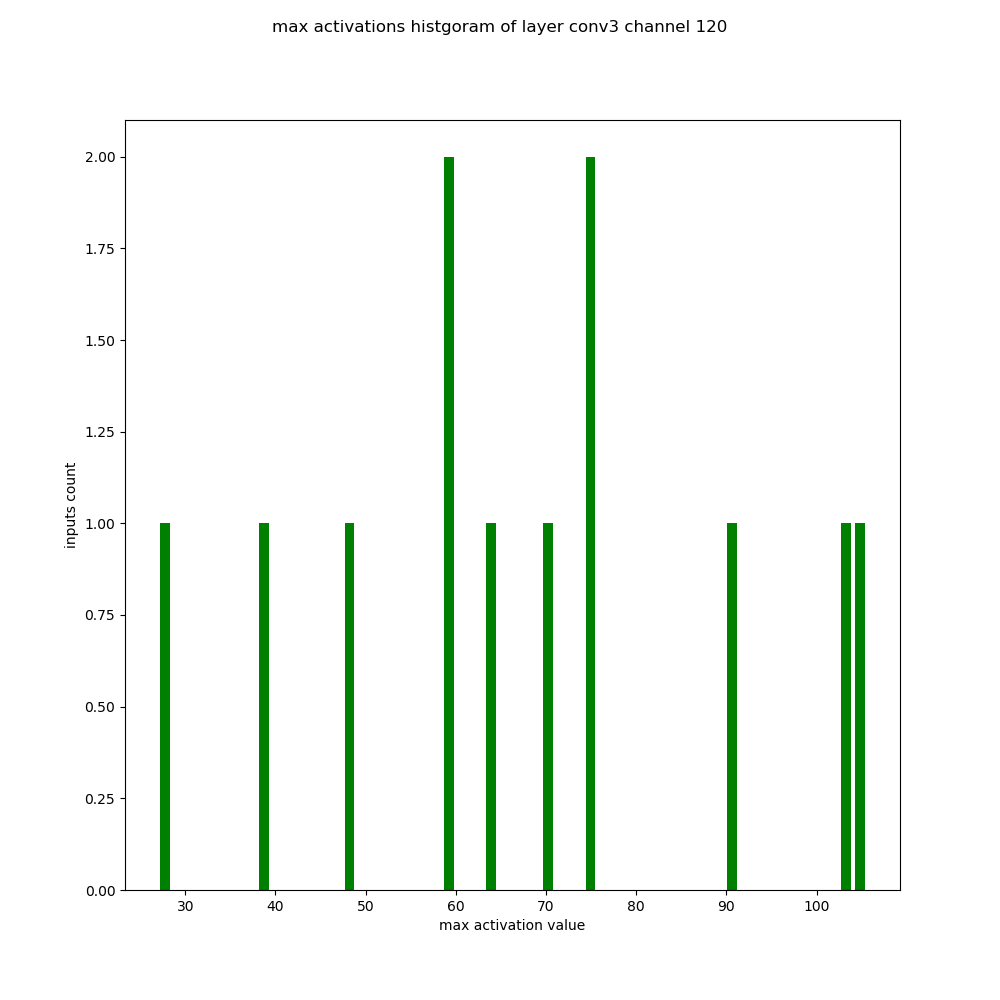 max activations histgoram of layer conv3 channel 120
2.00
1.75
1.50
1.25
1.00
0.75
0.50
0.25
0.00
inputs count
30 40 50 60 70 80 90 100
max activation value